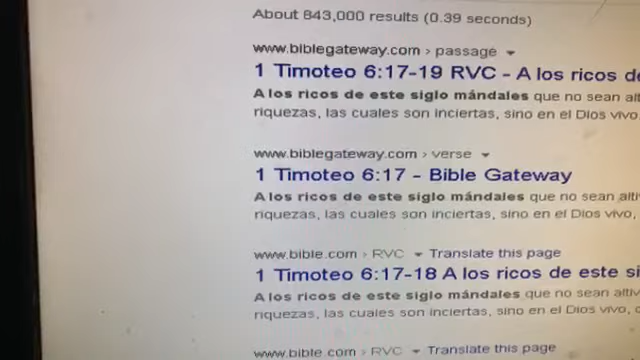 About 843,000 results (0.39 seconds)
www.biblegateway.com › passage
1 Timoteo 6:17-19 RVC - A los ricos de
A los ricos de este siglo mándales que no sean alti
riquezas, las cuales son inciertas, sino en el Dios vivo
www.biblegateway.com › verse
1 Timoteo 6:17 - Bible Gateway
A los ricos de este siglo mándales que no sean alti
riquezas, las cuales son inciertas, sino en el Dios vivo,
www.bible.com › RVC Translate this page
1 Timoteo 6:17-18 A los ricos de este si
A los ricos de este siglo mándales que no sean altiv
riquezas, las cuales son inciertas, sino en el Dios vivo,
www.bible.com › RVC Translate this page